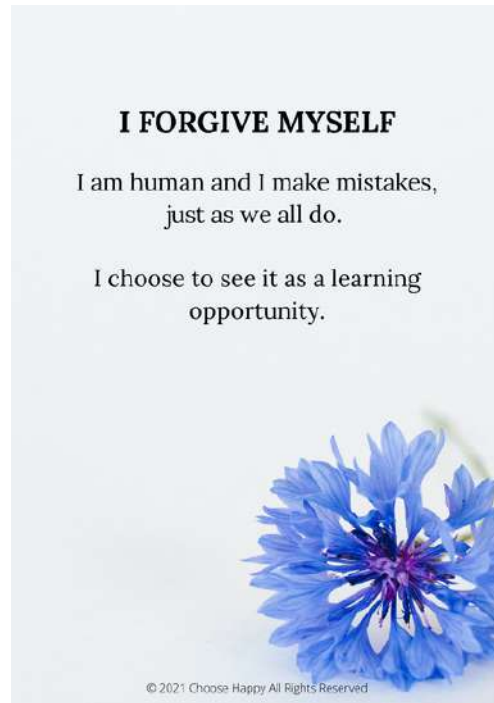 I FORGIVE MYSELF
I am human and I make mistakes,
just as we all do.
I choose to see it as a learning
opportunity.
© 2021 Choose Happy All Rights Reserved